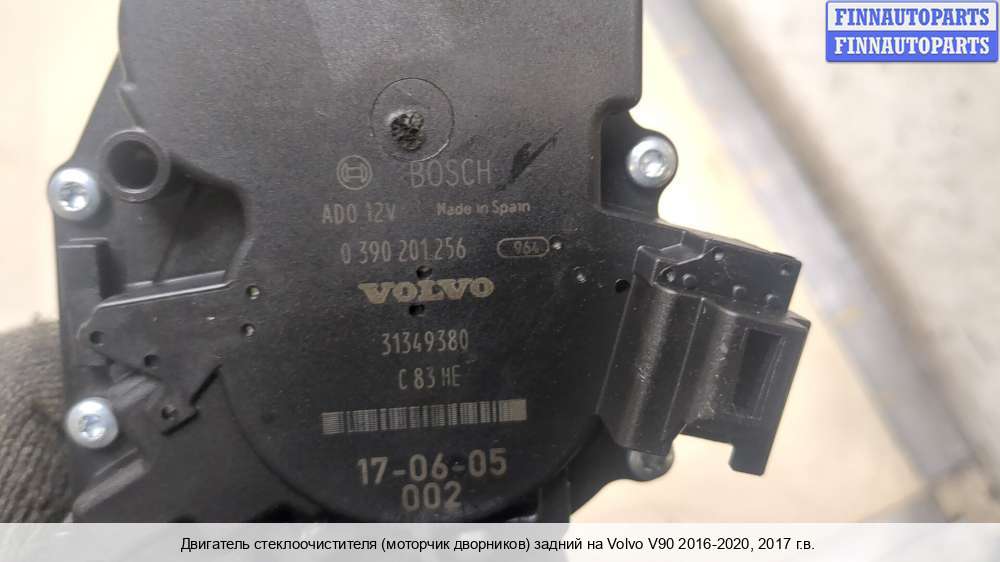 FINNAUTOPARTS
FINNAUTOPARTS
BOSCH
ADO 12V Made in Spain
0 390 201 256 964
VOLVO
31349380
C 83 HE
17-06-05
002
Двигатель стеклоочистителя (моторчик дворников) задний на Volvo V90 2016-2020, 2017 г.в.